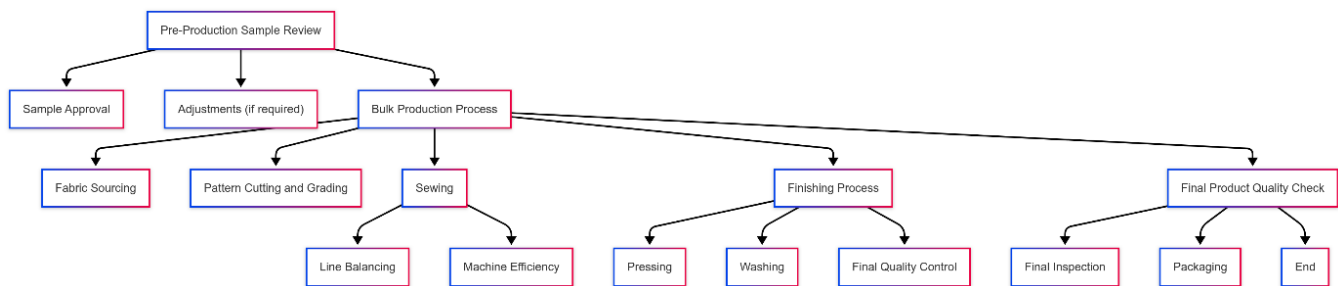 Pre-Production Sample Review
Sample Approval
Adjustments (if required)
Bulk Production Process
Fabric Sourcing
Pattern Cutting and Grading
Sewing
Finishing Process
Final Product Quality Check
Line Balancing
Machine Efficiency
Pressing
Washing
Final Quality Control
Final Inspection
Packaging
End